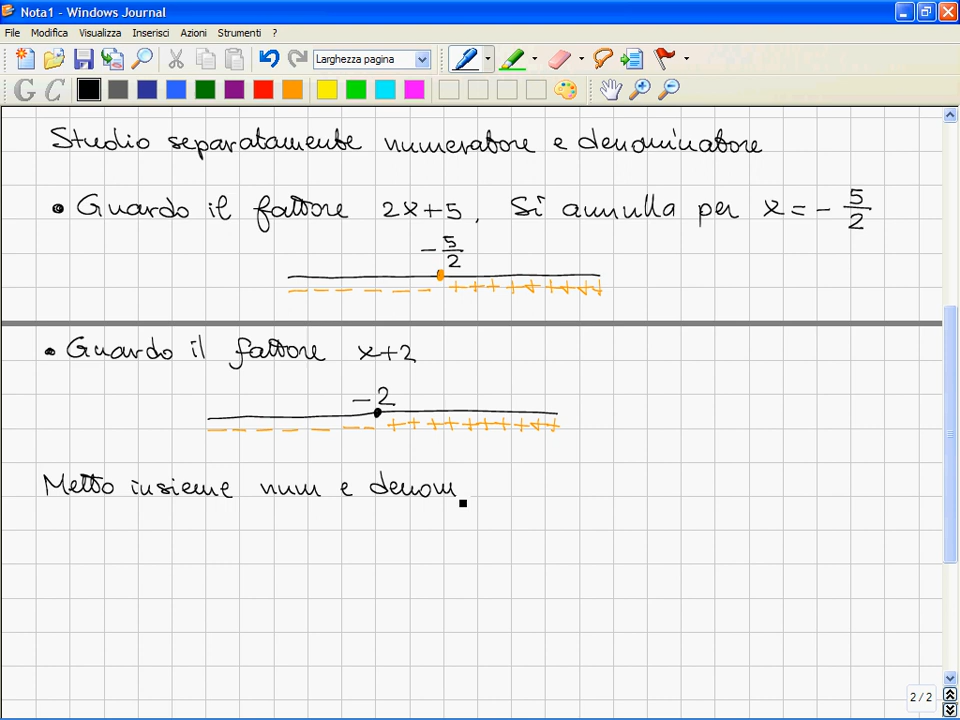 Nota1 - Windows Journal
File Modifica Visualizza Inserisci Azioni Strumenti ?
Larghezza pagina
G C
Studio separatamente numeratore e denominatore
• Guardo il fattore 2x+5. Si annulla per x = - 5/2
- 5/2
- - - - - - - + + + + + + + + +
• Guardo il fattore x+2
-2
- - - - - - - - + + + + + + + + +
Metto insieme num e denom
2 / 2